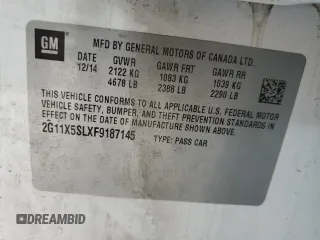 GM
MFD BY GENERAL MOTORS OF CANADA LTD.
DATE GVWR GAWR FRT GAWR RR
12/14 2122 KG 1083 KG 1039 KG
4678 LB 2388 LB 2290 LB
THIS VEHICLE CONFORMS TO ALL APPLICABLE U.S. FEDERAL MOTOR
VEHICLE SAFETY, BUMPER, AND THEFT PREVENTION STANDARDS IN
EFFECT ON THE DATE OF MANUFACTURE SHOWN ABOVE.
2G11X5SLXF9187145 TYPE: PASS CAR
AUTOBIDMASTER